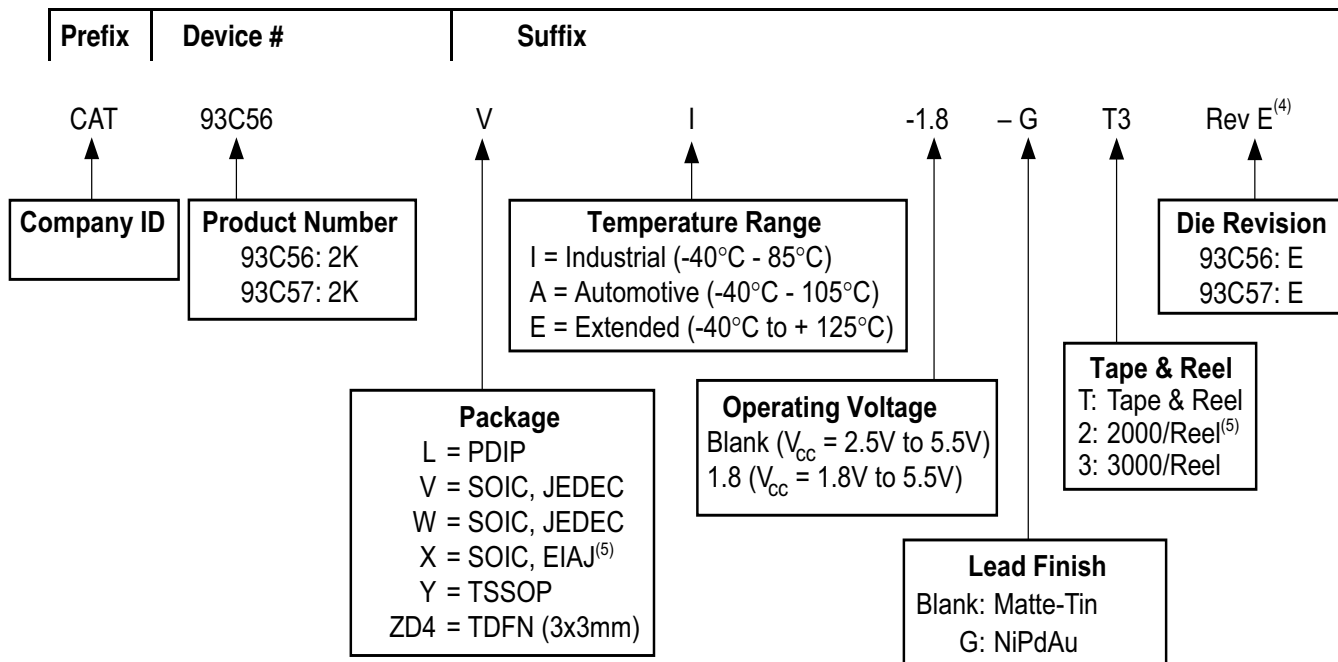 Prefix Device # Suffix
CAT 93C56 V I -1.8 – G T3 Rev E(4)
Company ID
Product Number
93C56: 2K
93C57: 2K
Temperature Range
I = Industrial (-40°C - 85°C)
A = Automotive (-40°C - 105°C)
E = Extended (-40°C to + 125°C)
Die Revision
93C56: E
93C57: E
Package
L = PDIP
V = SOIC, JEDEC
W = SOIC, JEDEC
X = SOIC, EIAJ(5)
Y = TSSOP
ZD4 = TDFN (3x3mm)
Operating Voltage
Blank (Vcc = 2.5V to 5.5V)
1.8 (Vcc = 1.8V to 5.5V)
Tape & Reel
T: Tape & Reel
2: 2000/Reel(5)
3: 3000/Reel
Lead Finish
Blank: Matte-Tin
G: NiPdAu